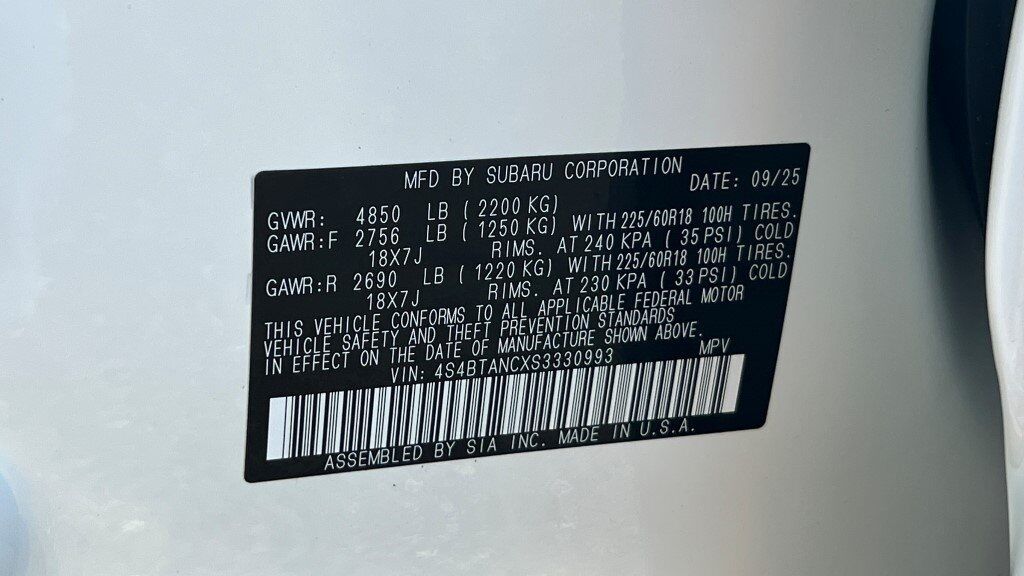 MFD BY SUBARU CORPORATION DATE: 09/25
GVWR: 4850 LB ( 2200 KG)
GAWR:F 2756 LB ( 1250 KG) WITH 225/60R18 100H TIRES.
18X7J RIMS. AT 240 KPA ( 35 PSI) COLD
GAWR:R 2690 LB ( 1220 KG) WITH 225/60R18 100H TIRES.
18X7J RIMS. AT 230 KPA ( 33 PSI) COLD
THIS VEHICLE CONFORMS TO ALL APPLICABLE FEDERAL MOTOR
VEHICLE SAFETY AND THEFT PREVENTION STANDARDS
IN EFFECT ON THE DATE OF MANUFACTURE SHOWN ABOVE.
VIN: 4S4BTANCXS3330993 MPV
ASSEMBLED BY SIA INC. MADE IN U.S.A.